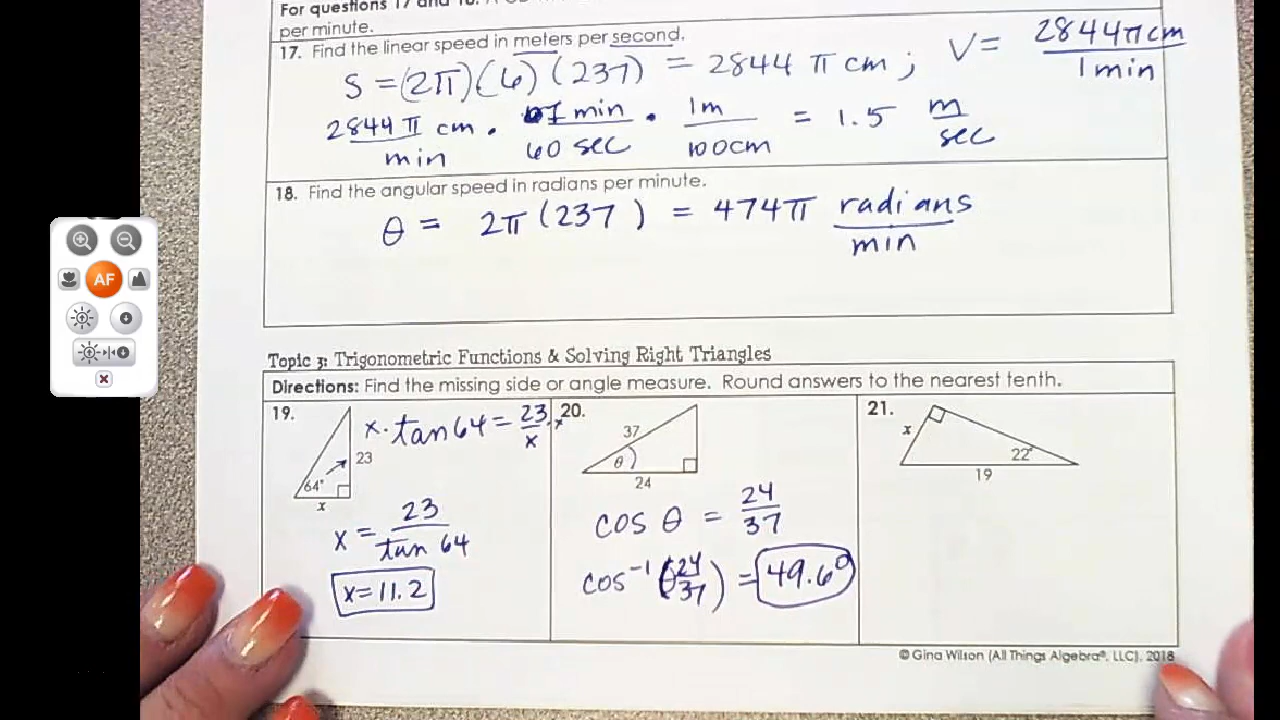 For questions 17 and 18:
per minute.
17. Find the linear speed in meters per second.
S = (2π)(6)(237) = 2844 π cm ; V = 2844πcm / 1 min
2844 π cm / min · 1 min / 60 sec · 1m / 100cm = 1.5 m / sec
18. Find the angular speed in radians per minute.
θ = 2π (237) = 474π radians / min
Topic 3: Trigonometric Functions & Solving Right Triangles
Directions: Find the missing side or angle measure. Round answers to the nearest tenth.
19.
x · tan 64 = 23 / x · x
23
64°
x
x = 23 / tan 64
x = 11.2
20.
37
θ
24
cos θ = 24 / 37
cos⁻¹ (24 / 37) = 49.6°
21.
x
22°
19
© Gina Wilson (All Things Algebra®, LLC), 2018
AF